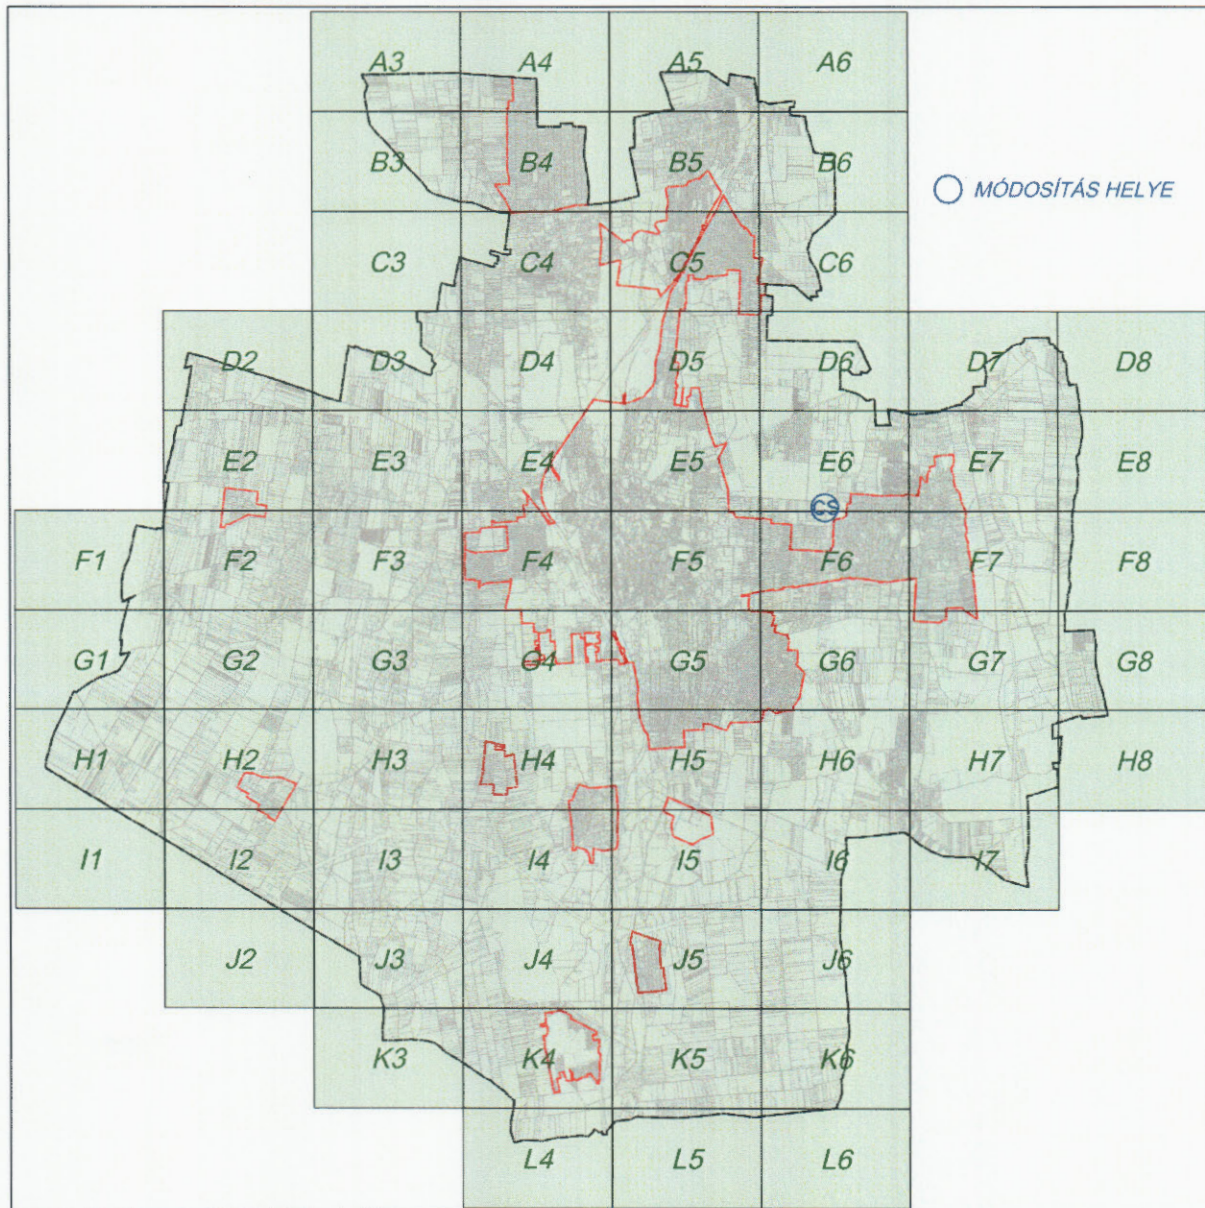 A3 A4 A5 A6
B3 B4 B5 B6
MÓDOSÍTÁS HELYE
C3 C4 C5 C6
D2 D3 D4 D5 D6 D7 D8
E2 E3 E4 E5 E6 E7 E8
F1 F2 F3 F4 F5 F6 F7 F8
G1 G2 G3 G4 G5 G6 G7 G8
H1 H2 H3 H4 H5 H6 H7 H8
I1 I2 I3 I4 I5 I6 I7
J2 J3 J4 J5 J6
K3 K4 K5 K6
L4 L5 L6